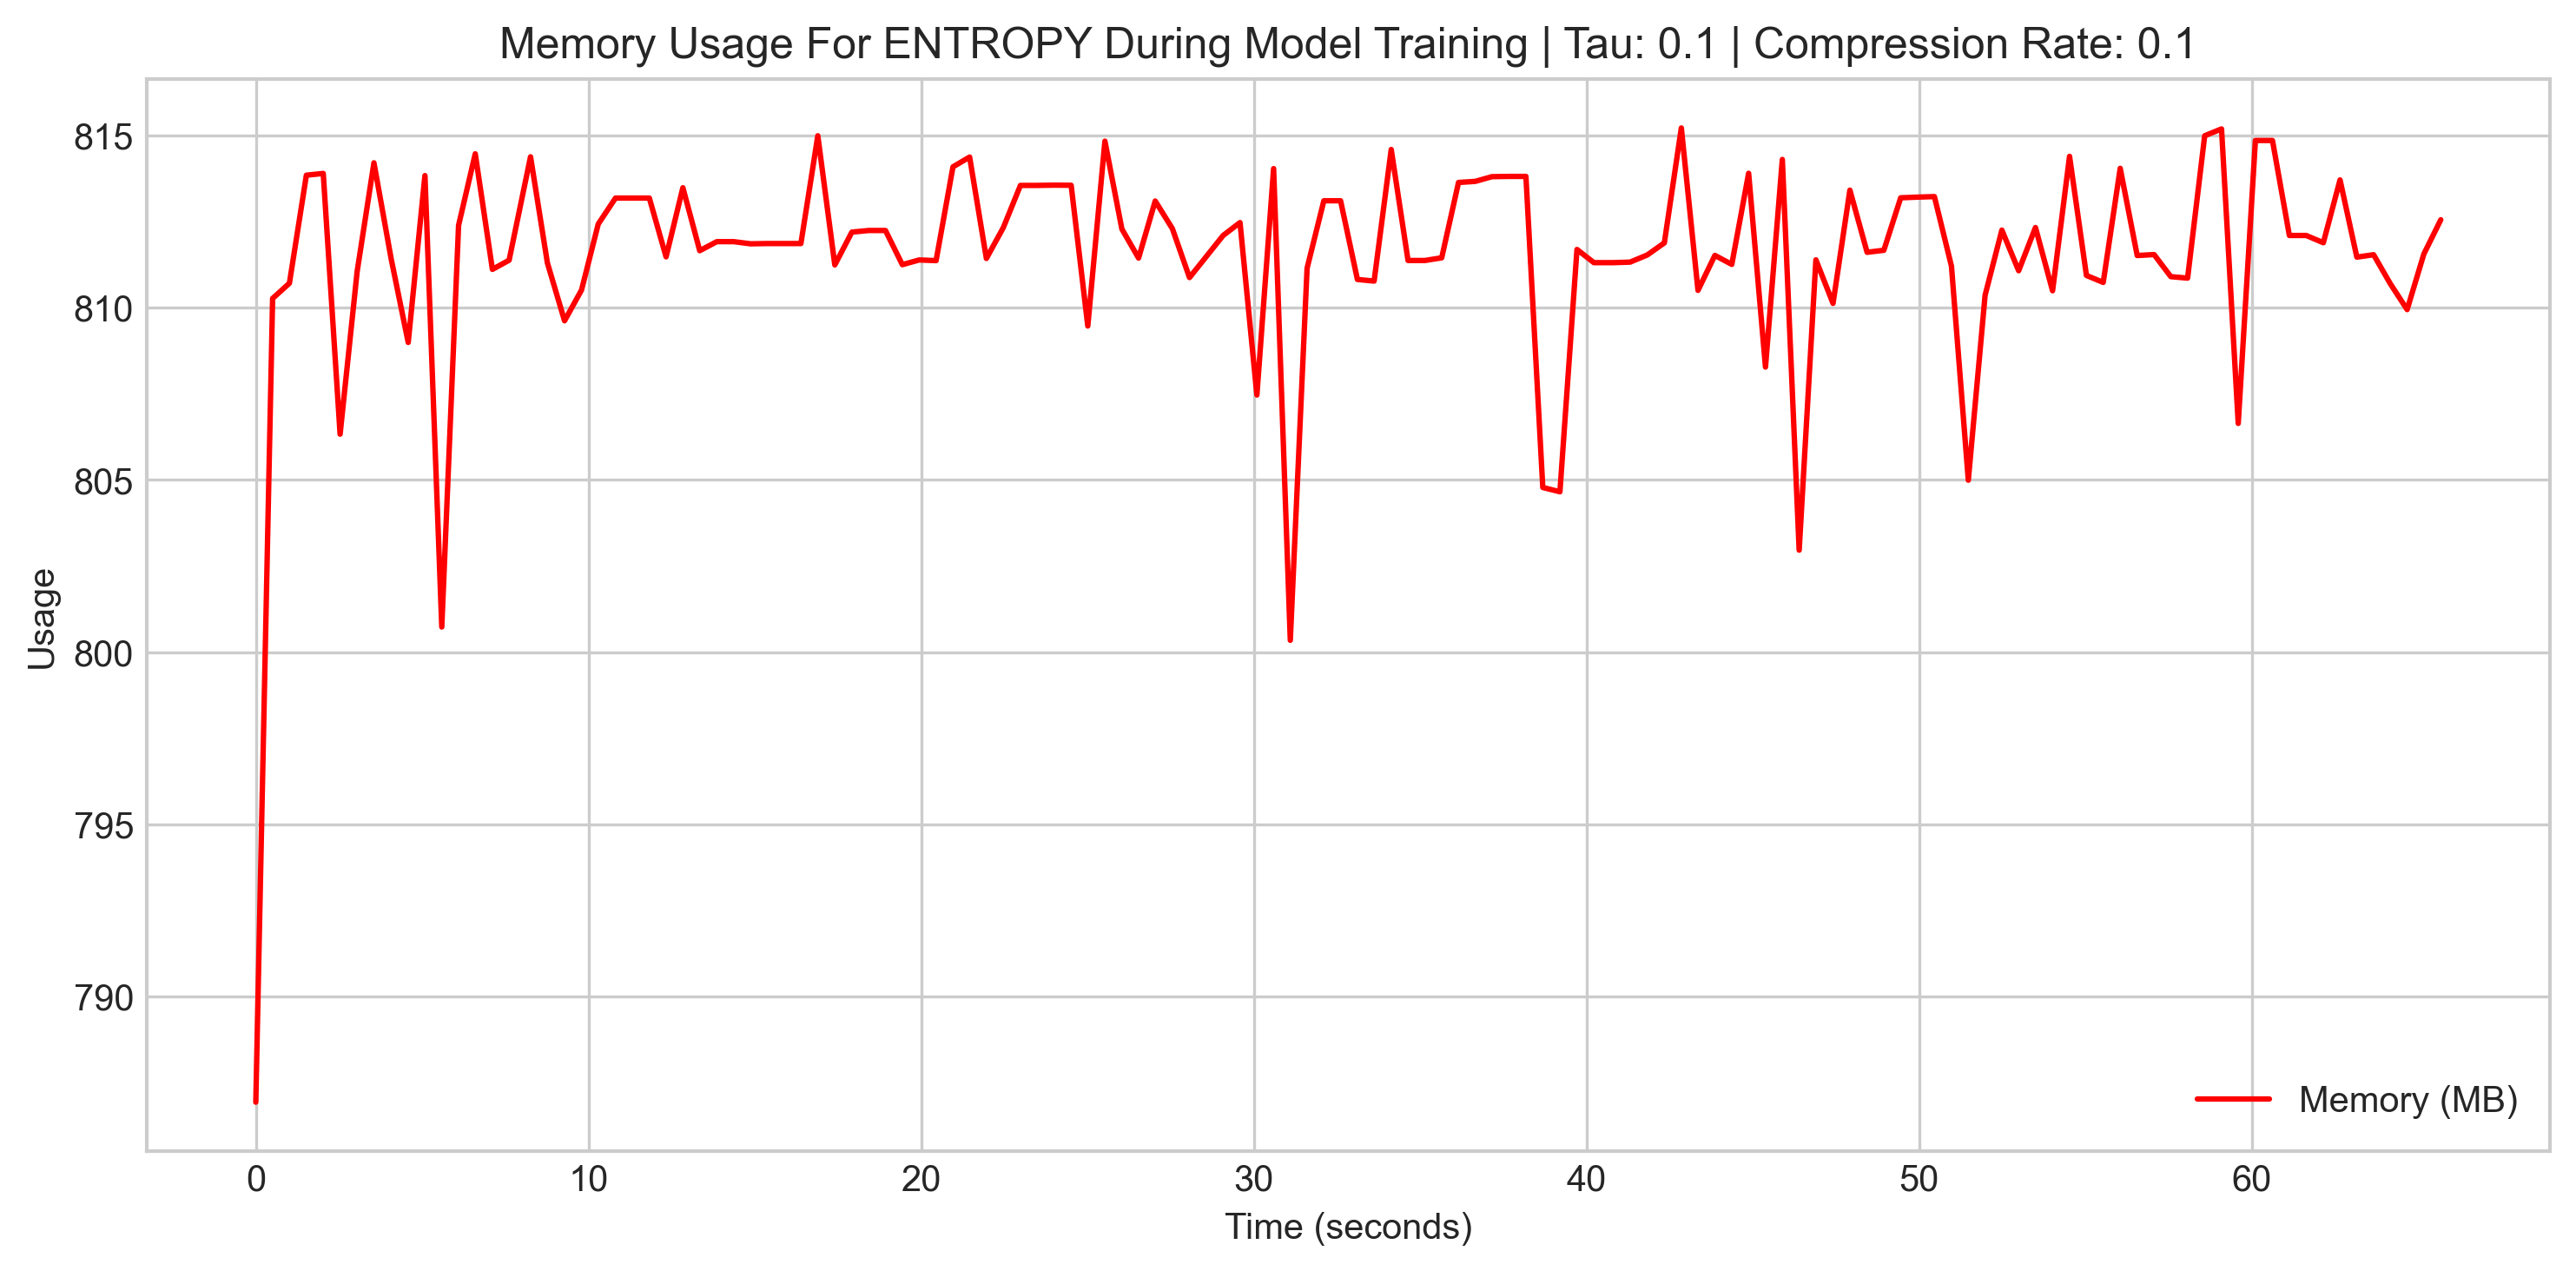 Memory Usage For ENTROPY During Model Training | Tau: 0.1 | Compression Rate: 0.1
815
810
805
800
795
790
Usage
Memory (MB)
0 10 20 30 40 50 60
Time (seconds)